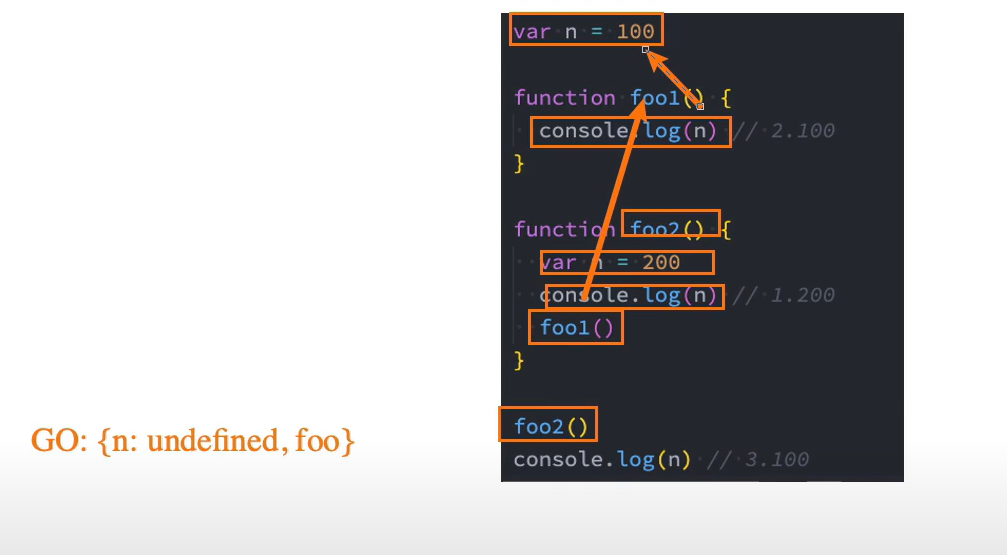 var n = 100
function foo1() {
console.log(n) // 2.100
}
function foo2() {
var n = 200
console.log(n) // 1.200
foo1()
}
foo2()
console.log(n) // 3.100
GO: {n: undefined, foo}